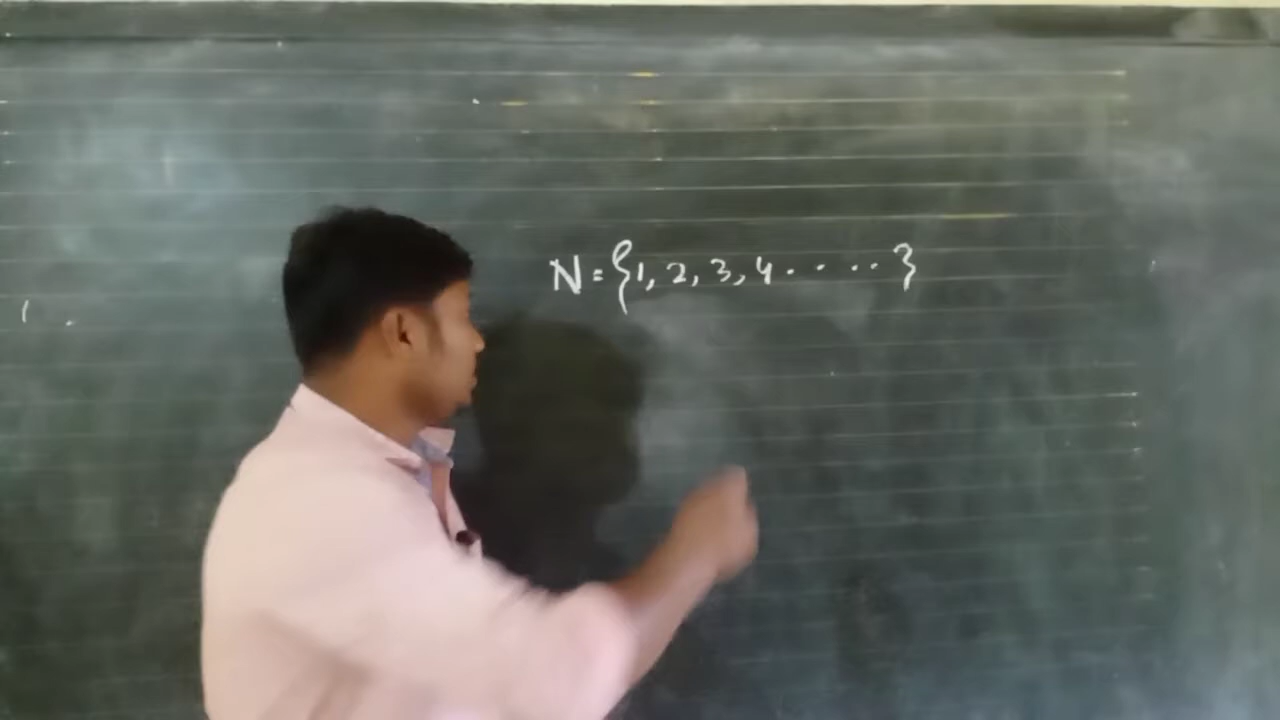 N={1, 2, 3, 4 . . . . . }